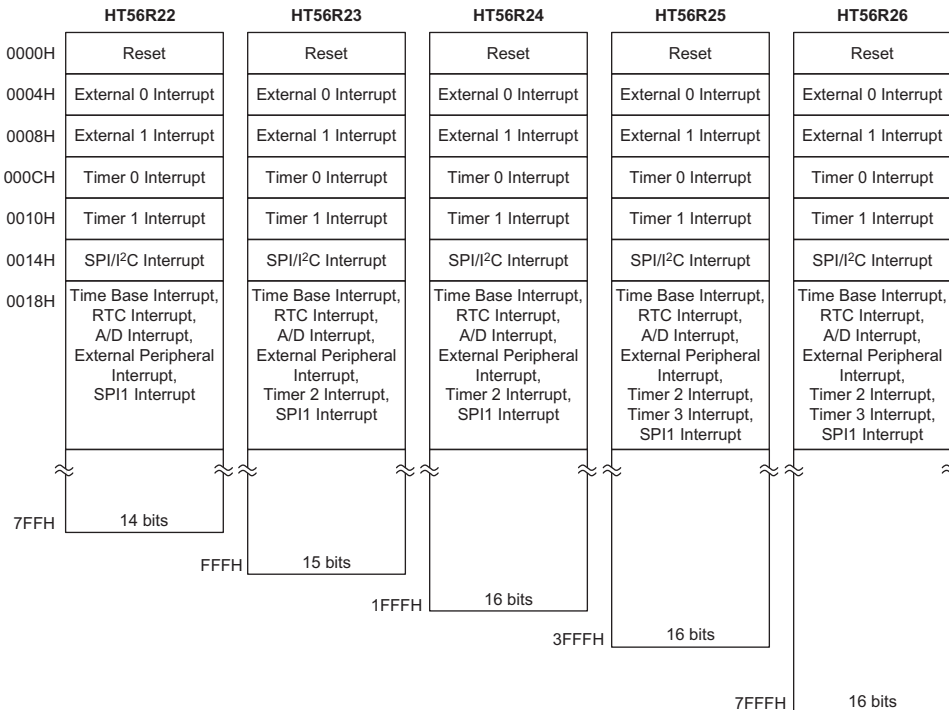 HT56R22 HT56R23 HT56R24 HT56R25 HT56R26
0000H Reset Reset Reset Reset Reset
0004H External 0 Interrupt External 0 Interrupt External 0 Interrupt External 0 Interrupt External 0 Interrupt
0008H External 1 Interrupt External 1 Interrupt External 1 Interrupt External 1 Interrupt External 1 Interrupt
000CH Timer 0 Interrupt Timer 0 Interrupt Timer 0 Interrupt Timer 0 Interrupt Timer 0 Interrupt
0010H Timer 1 Interrupt Timer 1 Interrupt Timer 1 Interrupt Timer 1 Interrupt Timer 1 Interrupt
0014H SPI/I²C Interrupt SPI/I²C Interrupt SPI/I²C Interrupt SPI/I²C Interrupt SPI/I²C Interrupt
0018H Time Base Interrupt, Time Base Interrupt, Time Base Interrupt, Time Base Interrupt, Time Base Interrupt,
RTC Interrupt, RTC Interrupt, RTC Interrupt, RTC Interrupt, RTC Interrupt,
A/D Interrupt, A/D Interrupt, A/D Interrupt, A/D Interrupt, A/D Interrupt,
External Peripheral External Peripheral External Peripheral External Peripheral External Peripheral
Interrupt, Interrupt, Interrupt, Interrupt, Interrupt,
SPI1 Interrupt Timer 2 Interrupt, Timer 2 Interrupt, Timer 2 Interrupt, Timer 2 Interrupt,
SPI1 Interrupt SPI1 Interrupt Timer 3 Interrupt, Timer 3 Interrupt,
SPI1 Interrupt SPI1 Interrupt
7FFH 14 bits
FFFH 15 bits
1FFFH 16 bits
3FFFH 16 bits
7FFFH 16 bits